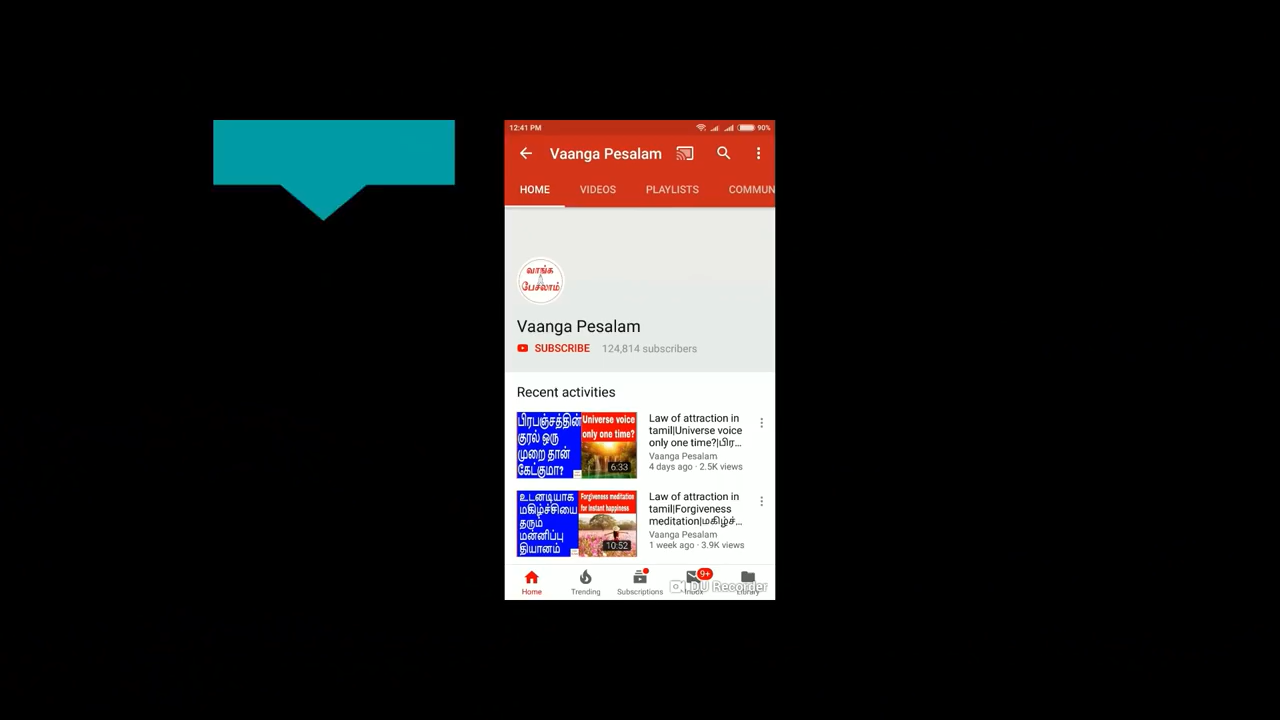 12:41 PM
90%
Vaanga Pesalam
HOME VIDEOS PLAYLISTS COMMUN
வாங்க
பேசலாம்
Vaanga Pesalam
SUBSCRIBE 124,814 subscribers
Recent activities
பிரபஞ்சத்தின்
குரல் ஒரு
முறை தான்
கேட்குமா?
Universe voice
only one time?
6:33
Law of attraction in
tamil|Universe voice
only one time?|பிர...
Vaanga Pesalam
4 days ago · 2.5K views
உடனடியாக
மகிழ்ச்சியை
தரும்
மன்னிப்பு
தியானம்
Forgiveness meditation
for instant happiness
10:52
Law of attraction in
tamil|Forgiveness
meditation|மகிழ்ச்...
Vaanga Pesalam
1 week ago · 3.9K views
9+
DU Recorder
Home Trending Subscriptions Inbox Library